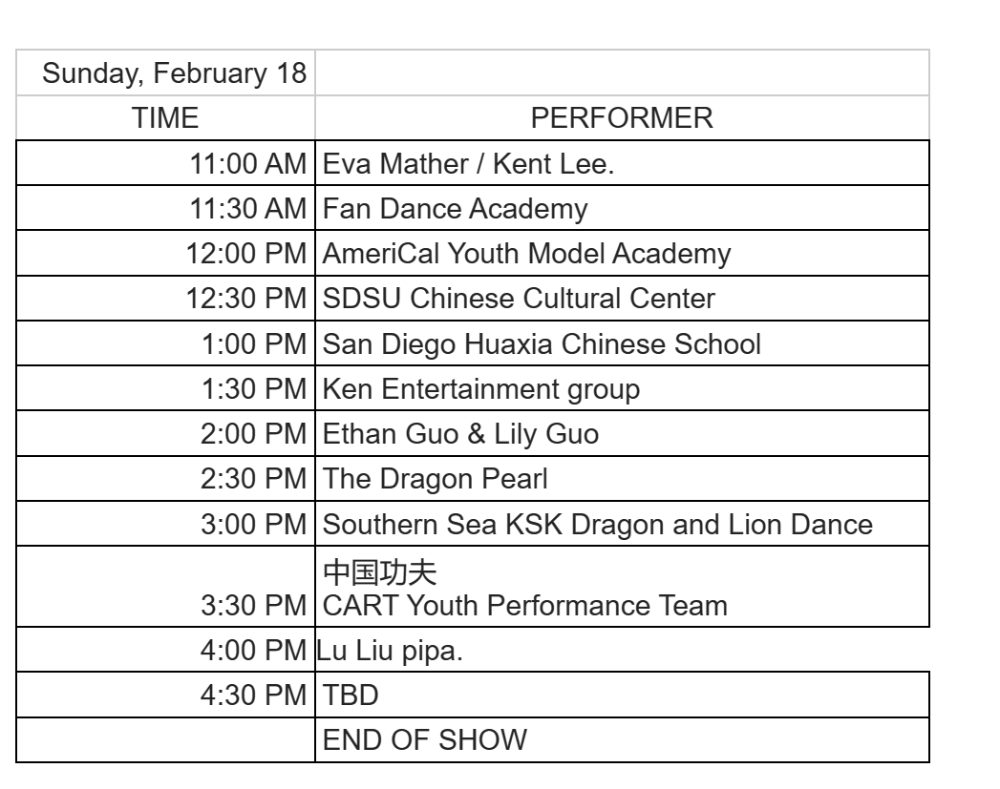 Sunday, February 18
TIME PERFORMER
11:00 AM Eva Mather / Kent Lee.
11:30 AM Fan Dance Academy
12:00 PM AmeriCal Youth Model Academy
12:30 PM SDSU Chinese Cultural Center
1:00 PM San Diego Huaxia Chinese School
1:30 PM Ken Entertainment group
2:00 PM Ethan Guo & Lily Guo
2:30 PM The Dragon Pearl
3:00 PM Southern Sea KSK Dragon and Lion Dance
中国功夫
3:30 PM CART Youth Performance Team
4:00 PM Lu Liu pipa.
4:30 PM TBD
END OF SHOW